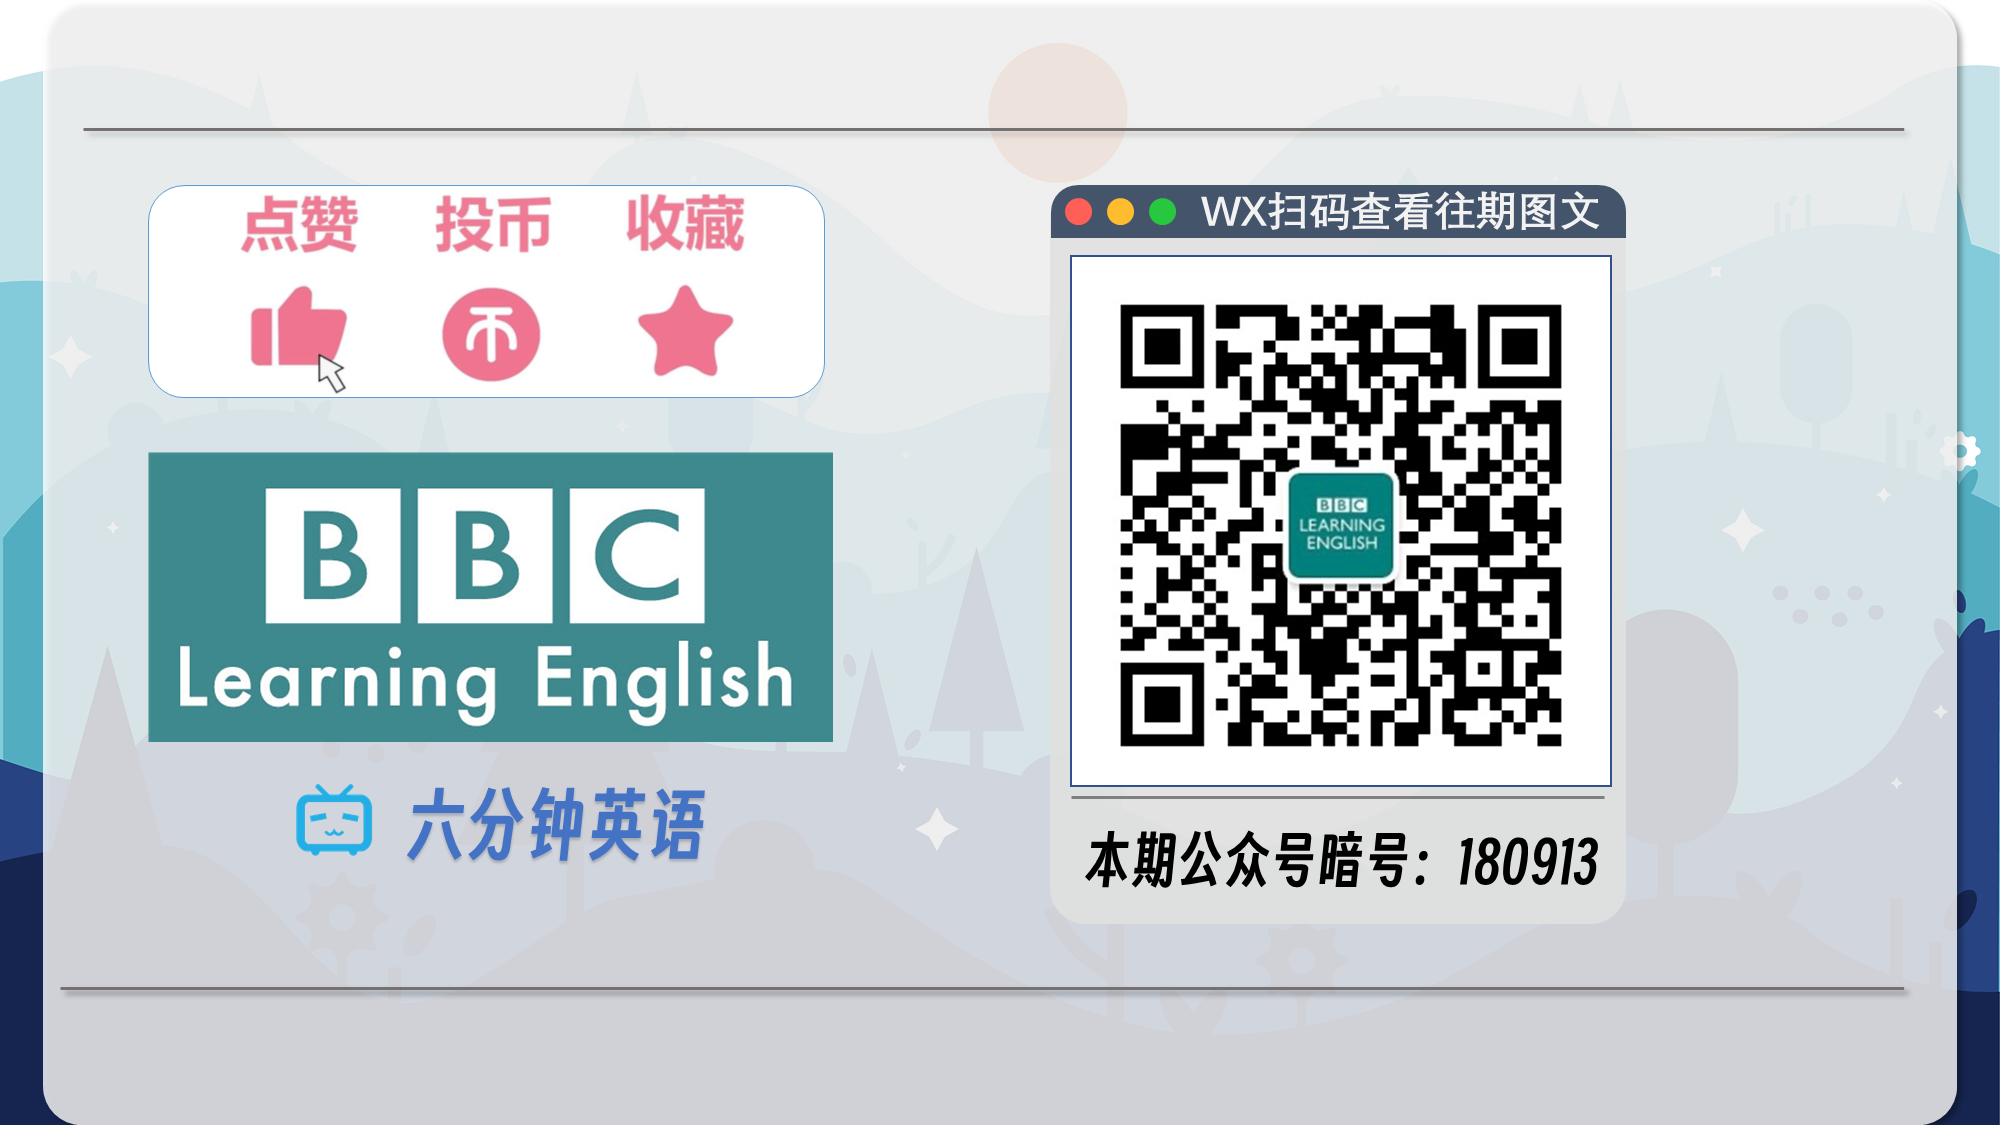 点赞 投币 收藏
BBC
Learning English
六分钟英语
WX扫码查看往期图文
BBC
LEARNING
ENGLISH
本期公众号暗号：180913